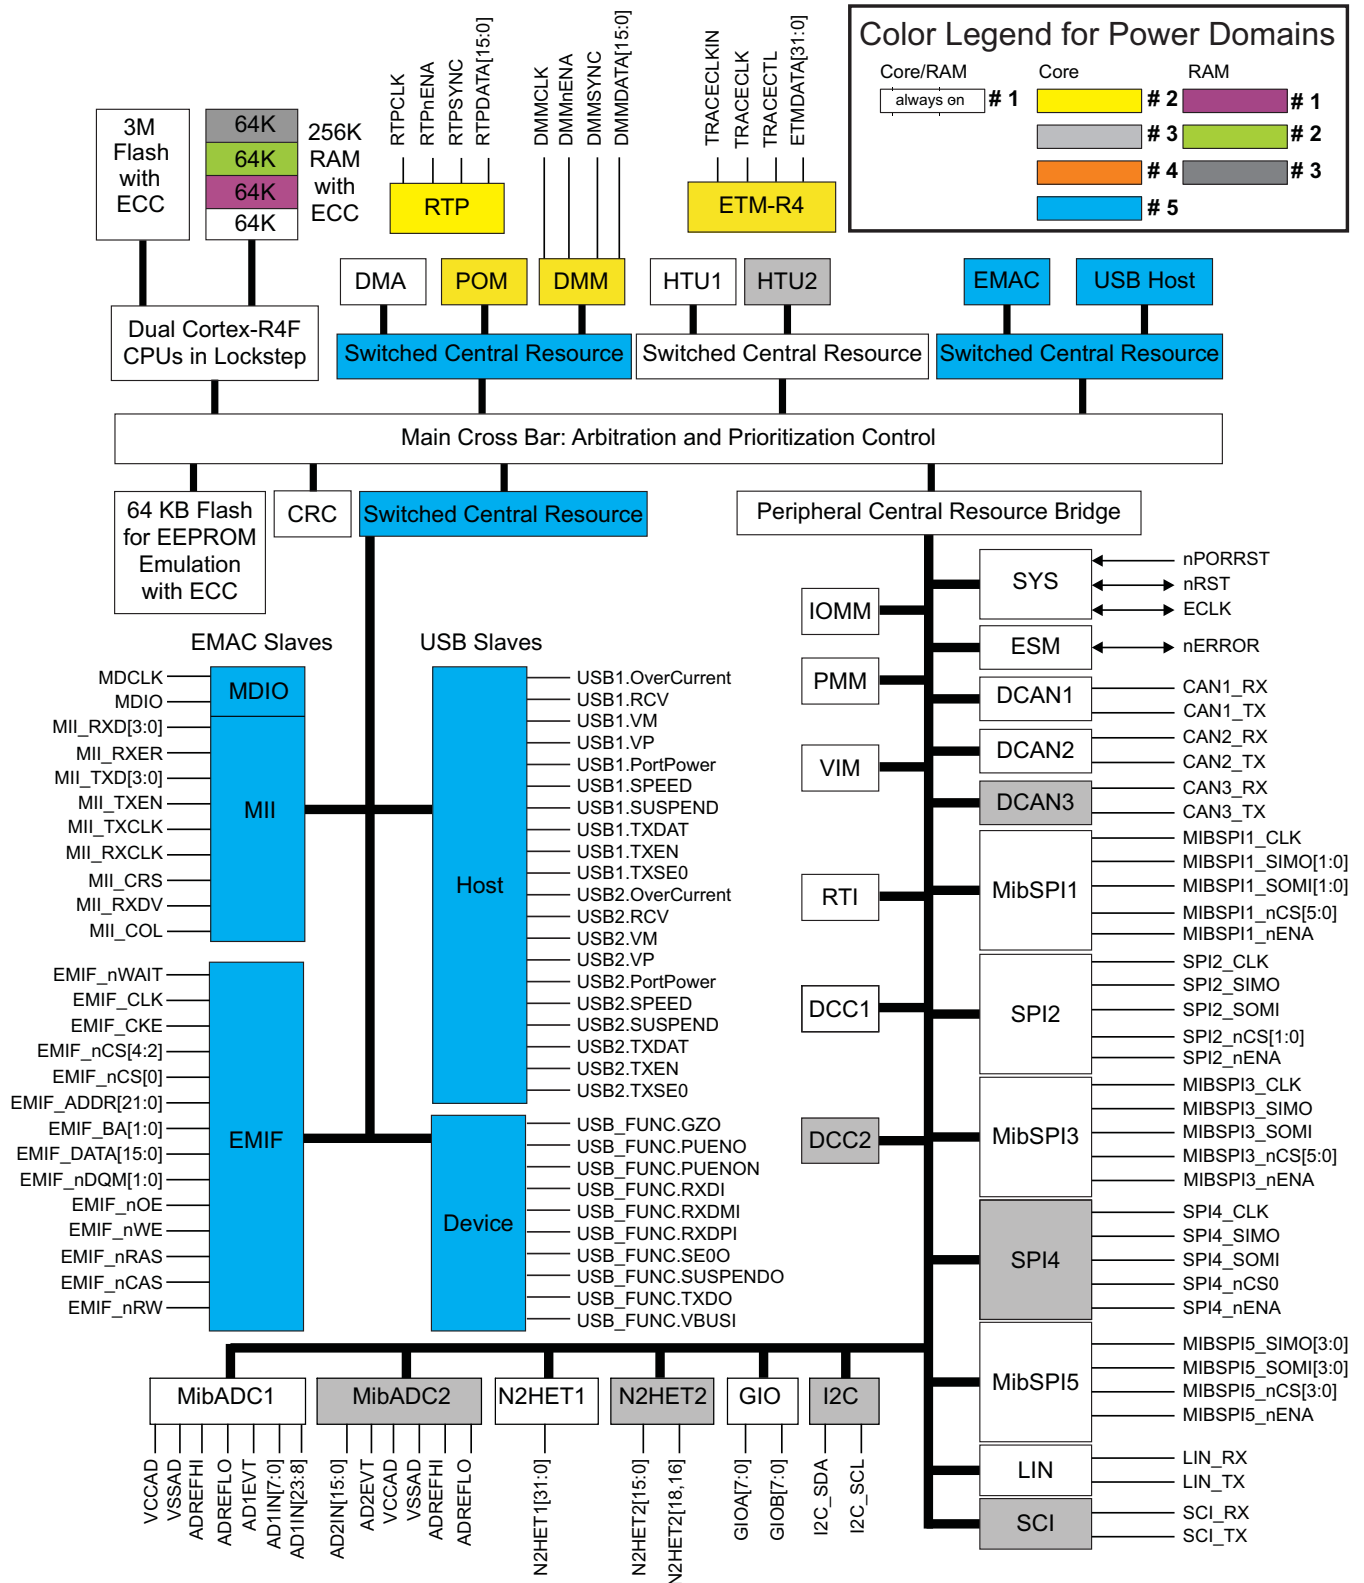 Color Legend for Power Domains
Core/RAM
Core
RAM
always on
# 1
# 2
# 1
# 3
# 2
# 4
# 3
# 5
3M
Flash
with
ECC
64K
64K
64K
64K
256K
RAM
with
ECC
RTPCLK
RTPnENA
RTPSYNC
RTPDATA[15:0]
RTP
DMMCLK
DMMnENA
DMMSYNC
DMMDATA[15:0]
TRACECLKIN
TRACECLK
TRACECTL
ETMDATA[31:0]
ETM-R4
DMA
POM
DMM
HTU1
HTU2
EMAC
USB Host
Dual Cortex-R4F
CPUs in Lockstep
Switched Central Resource
Switched Central Resource
Switched Central Resource
Main Cross Bar: Arbitration and Prioritization Control
64 KB Flash
for EEPROM
Emulation
with ECC
CRC
Switched Central Resource
Peripheral Central Resource Bridge
EMAC Slaves
USB Slaves
MDCLK
MDIO
MII_RXD[3:0]
MII_RXER
MII_TXD[3:0]
MII_TXEN
MII_TXCLK
MII_RXCLK
MII_CRS
MII_RXDV
MII_COL
MDIO
MII
EMIF_nWAIT
EMIF_CLK
EMIF_CKE
EMIF_nCS[4:2]
EMIF_nCS[0]
EMIF_ADDR[21:0]
EMIF_BA[1:0]
EMIF_DATA[15:0]
EMIF_nDQM[1:0]
EMIF_nOE
EMIF_nWE
EMIF_nRAS
EMIF_nCAS
EMIF_nRW
EMIF
Host
USB1.OverCurrent
USB1.RCV
USB1.VM
USB1.VP
USB1.PortPower
USB1.SPEED
USB1.SUSPEND
USB1.TXDAT
USB1.TXEN
USB1.TXSE0
USB2.OverCurrent
USB2.RCV
USB2.VM
USB2.VP
USB2.PortPower
USB2.SPEED
USB2.SUSPEND
USB2.TXDAT
USB2.TXEN
USB2.TXSE0
Device
USB_FUNC.GZO
USB_FUNC.PUENO
USB_FUNC.PUENON
USB_FUNC.RXDI
USB_FUNC.RXDMI
USB_FUNC.RXDPI
USB_FUNC.SE0O
USB_FUNC.SUSPENDO
USB_FUNC.TXDO
USB_FUNC.VBUSI
IOMM
PMM
VIM
RTI
DCC1
DCC2
SYS
nPORRST
nRST
ECLK
ESM
nERROR
DCAN1
CAN1_RX
CAN1_TX
DCAN2
CAN2_RX
CAN2_TX
DCAN3
CAN3_RX
CAN3_TX
MibSPI1
MIBSPI1_CLK
MIBSPI1_SIMO[1:0]
MIBSPI1_SOMI[1:0]
MIBSPI1_nCS[5:0]
MIBSPI1_nENA
SPI2
SPI2_CLK
SPI2_SIMO
SPI2_SOMI
SPI2_nCS[1:0]
SPI2_nENA
MibSPI3
MIBSPI3_CLK
MIBSPI3_SIMO
MIBSPI3_SOMI
MIBSPI3_nCS[5:0]
MIBSPI3_nENA
SPI4
SPI4_CLK
SPI4_SIMO
SPI4_SOMI
SPI4_nCS0
SPI4_nENA
MibSPI5
MIBSPI5_SIMO[3:0]
MIBSPI5_SOMI[3:0]
MIBSPI5_nCS[3:0]
MIBSPI5_nENA
LIN
LIN_RX
LIN_TX
SCI
SCI_RX
SCI_TX
MibADC1
MibADC2
N2HET1
N2HET2
GIO
I2C
VCCAD
VSSAD
ADREFHI
ADREFLO
AD1EVT
AD1IN[7:0]
AD1IN[23:8]
AD2IN[15:0]
AD2EVT
VCCAD
VSSAD
ADREFHI
ADREFLO
N2HET1[31:0]
N2HET2[15:0]
N2HET2[18,16]
GIOA[7:0]
GIOB[7:0]
I2C_SDA
I2C_SCL